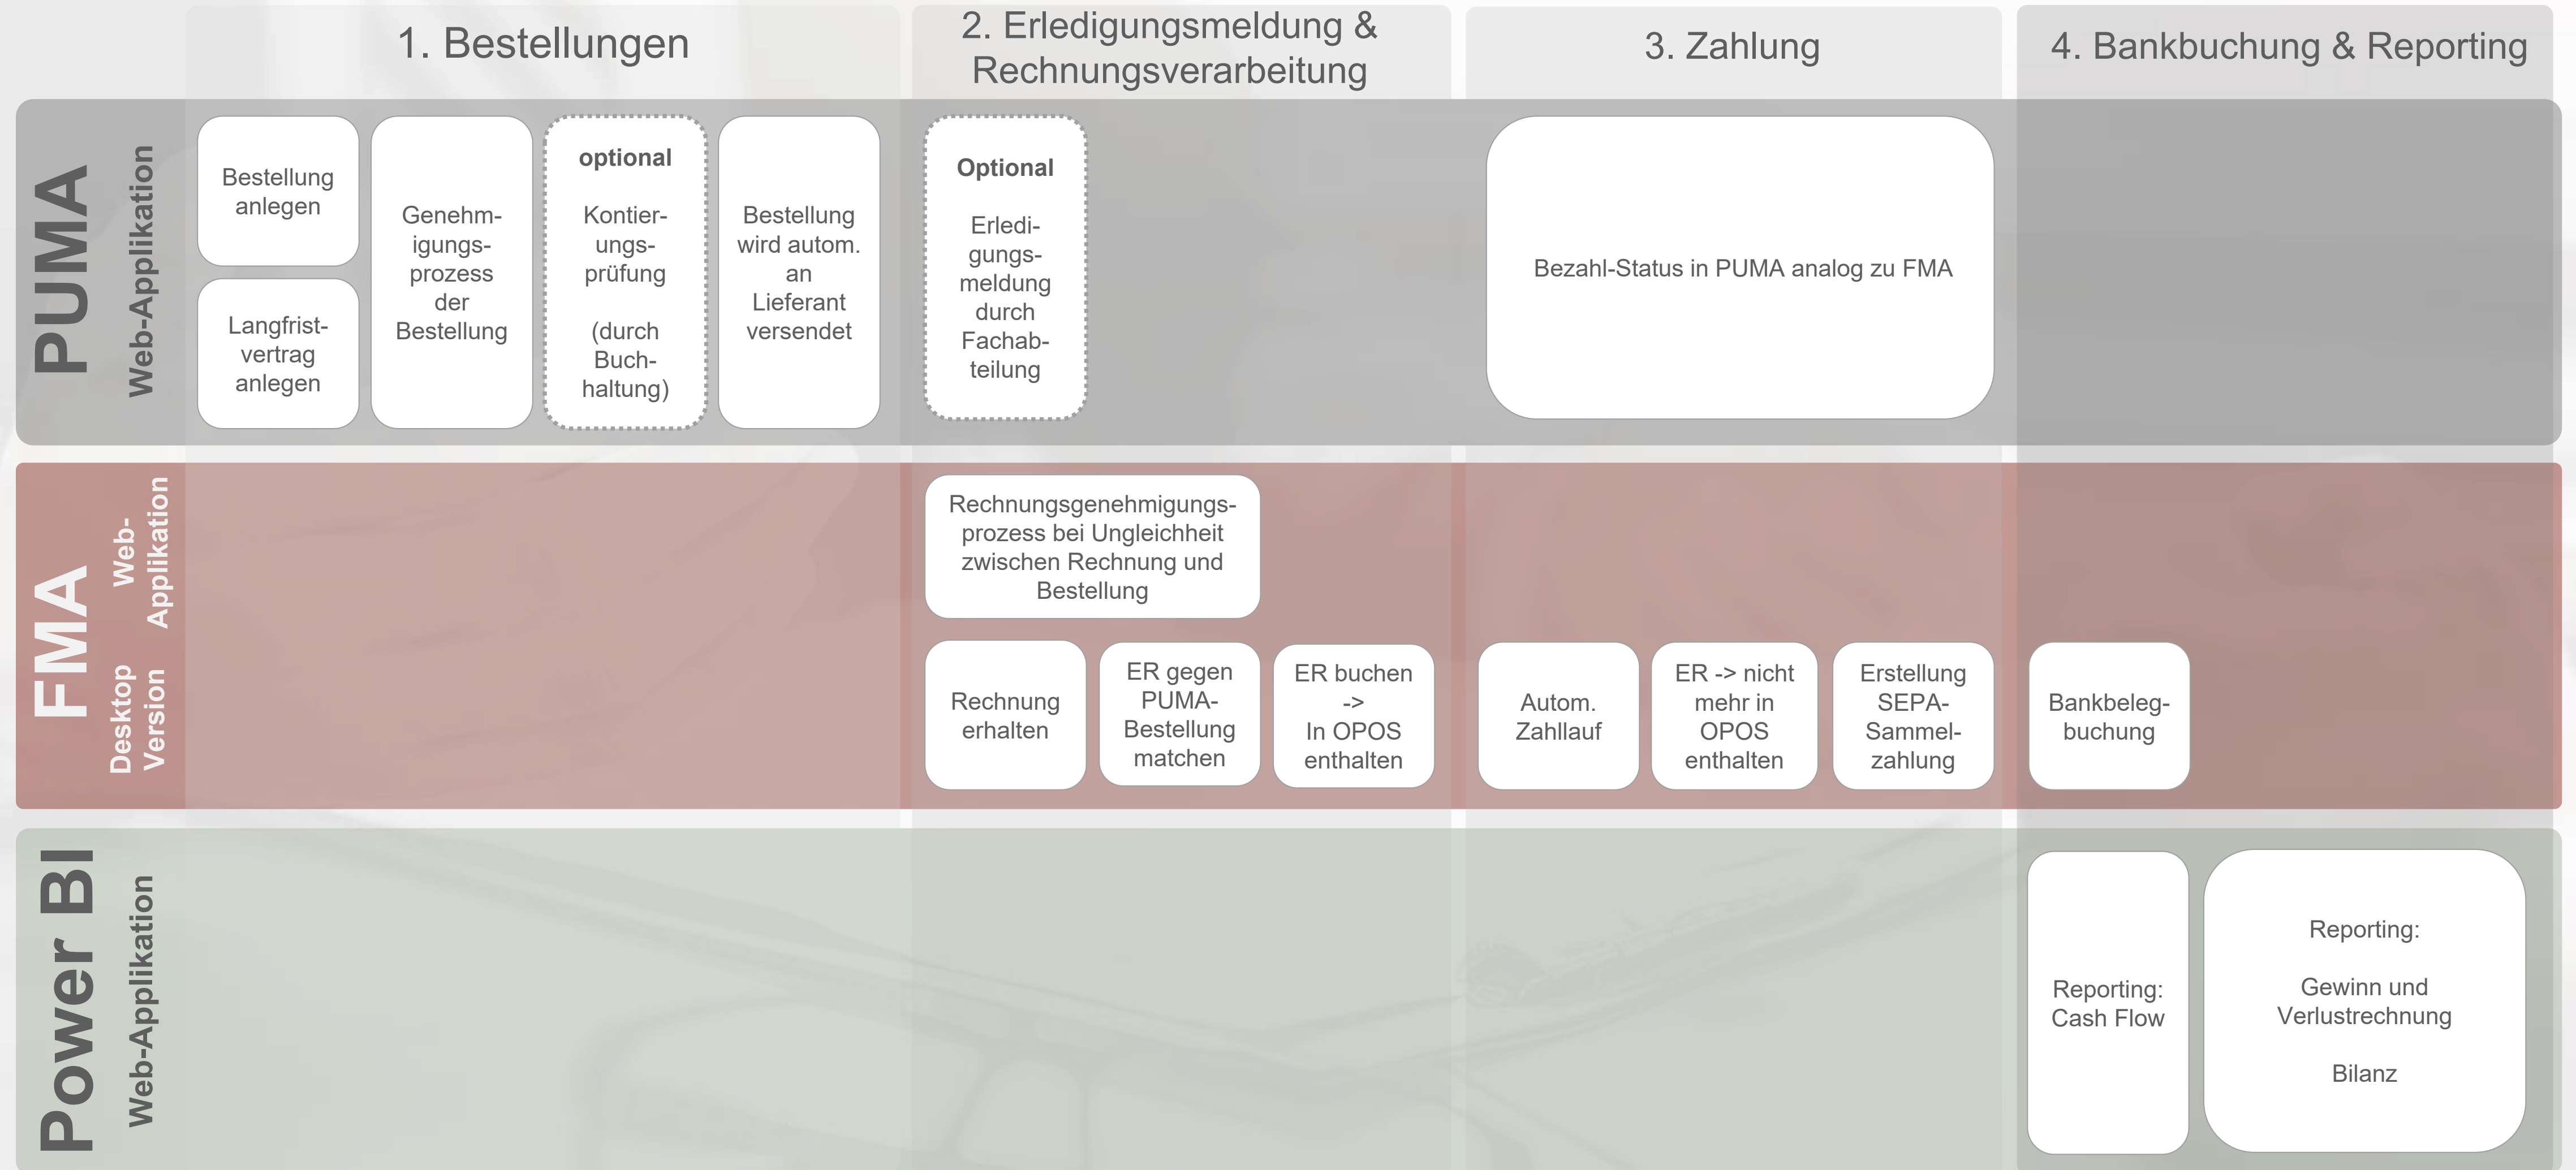 1. Bestellungen
2. Erledigungsmeldung &
Rechnungsverarbeitung
3. Zahlung
4. Bankbuchung & Reporting
PUMA
Web-Applikation
Bestellung
anlegen
Langfrist-
vertrag
anlegen
Genehm-
igungs-
prozess
der
Bestellung
optional
Kontier-
ungs-
prüfung
(durch
Buch-
haltung)
Bestellung
wird autom.
an
Lieferant
versendet
Optional
Erledi-
gungs-
meldung
durch
Fachab-
teilung
Bezahl-Status in PUMA analog zu FMA
FMA
Web-
Applikation
Desktop
Version
Rechnungsgenehmigungs-
prozess bei Ungleichheit
zwischen Rechnung und
Bestellung
Rechnung
erhalten
ER gegen
PUMA-
Bestellung
matchen
ER buchen
->
In OPOS
enthalten
Autom.
Zahllauf
ER -> nicht
mehr in
OPOS
enthalten
Erstellung
SEPA-
Sammel-
zahlung
Bankbeleg-
buchung
Power BI
Web-Applikation
Reporting:
Cash Flow
Reporting:
Gewinn und
Verlustrechnung
Bilanz